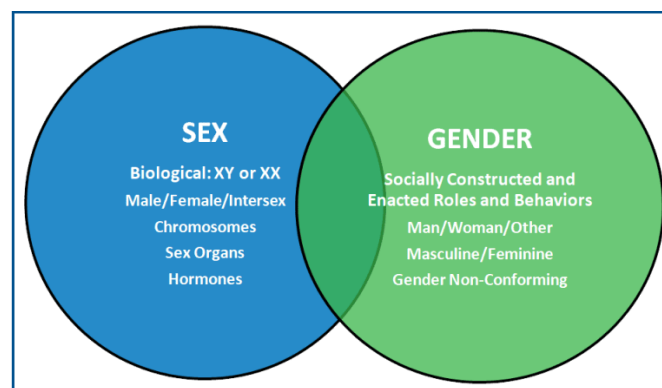 SEX
Biological: XY or XX
Male/Female/Intersex
Chromosomes
Sex Organs
Hormones
GENDER
Socially Constructed and
Enacted Roles and Behaviors
Man/Woman/Other
Masculine/Feminine
Gender Non-Conforming